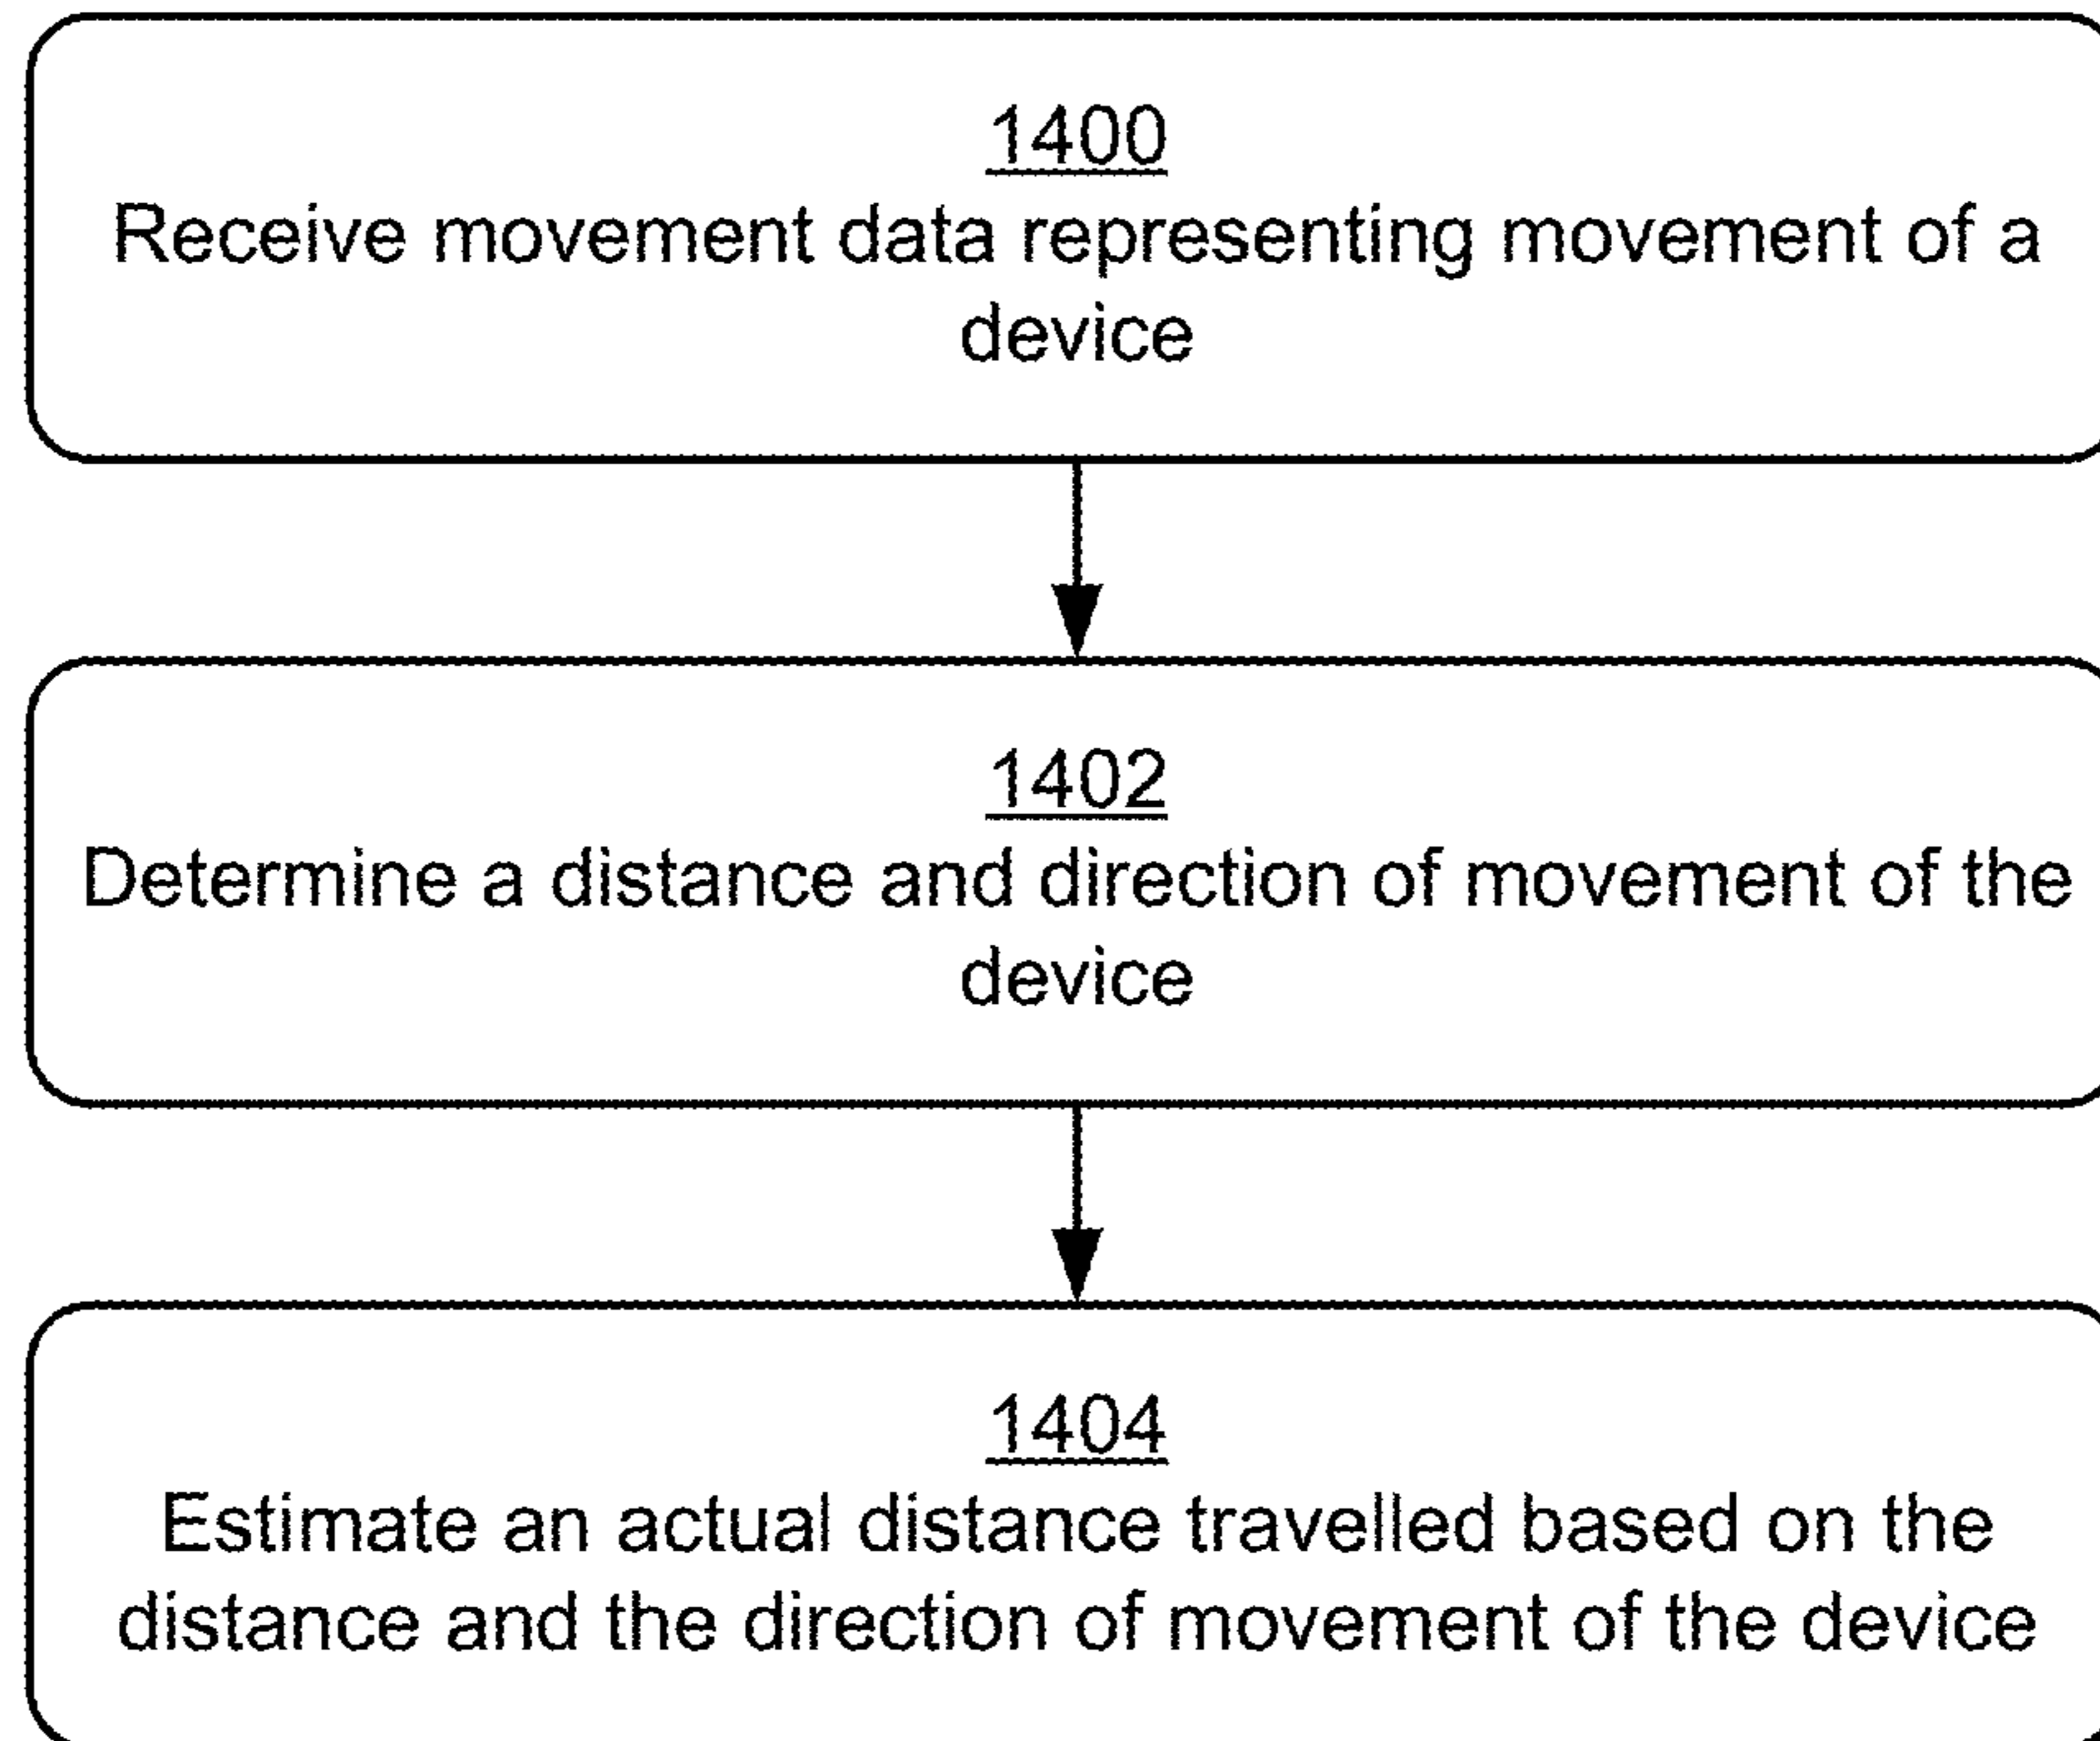 1400
Receive movement data representing movement of a
device
1402
Determine a distance and direction of movement of the
device
1404
Estimate an actual distance travelled based on the
distance and the direction of movement of the device